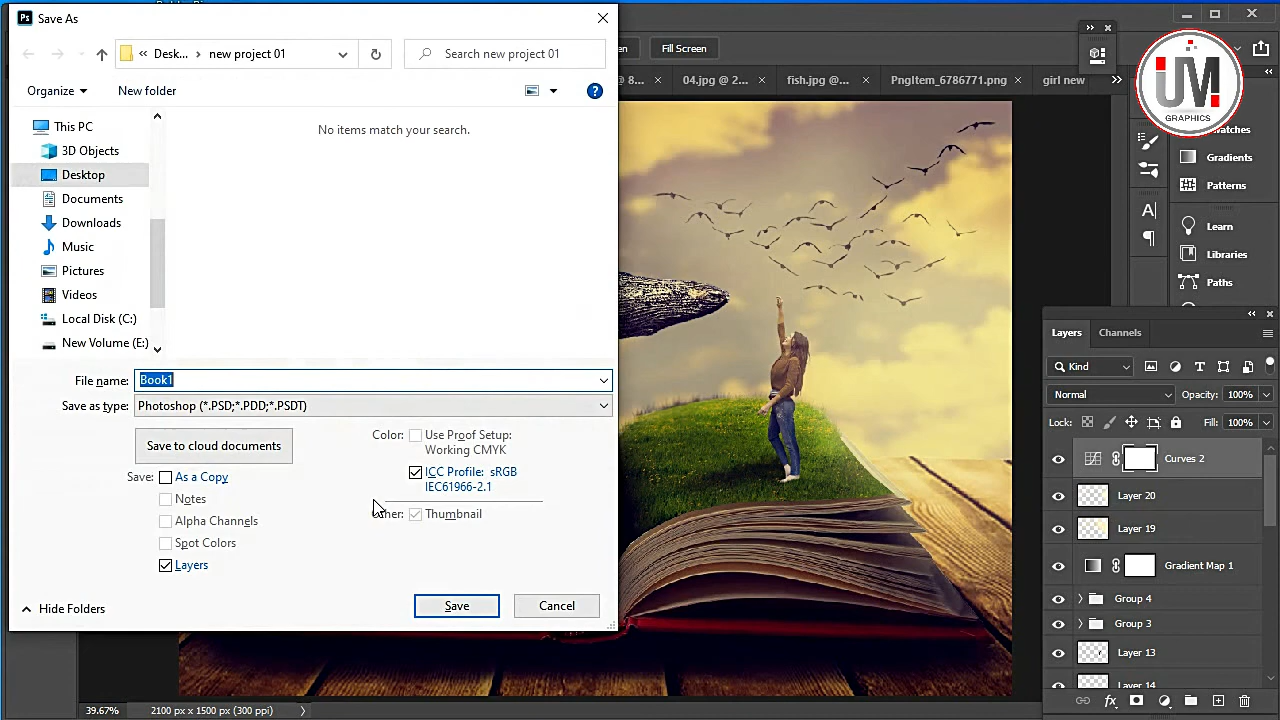 Save As
Desk...
new project 01
Search new project 01
Organize
New folder
This PC
3D Objects
Desktop
Documents
Downloads
Music
Pictures
Videos
Local Disk (C:)
New Volume (E:)
No items match your search.
File name:
Book1
Save as type:
Photoshop (*.PSD;*.PDD;*.PSDT)
Save to cloud documents
Save:
As a Copy
Notes
Alpha Channels
Spot Colors
Layers
Color:
Use Proof Setup:
Working CMYK
ICC Profile: sRGB
IEC61966-2.1
Thumbnail
Hide Folders
Save
Cancel
Fill Screen
@ 8...
04.jpg @ 2...
fish.jpg @...
PngItem_6786771.png
girl new
UM
GRAPHICS
Gradients
Patterns
Learn
Libraries
Paths
Layers
Channels
Kind
Normal
Opacity: 100%
Lock:
Fill: 100%
Curves 2
Layer 20
Layer 19
Gradient Map 1
Group 4
Group 3
Layer 13
Layer 14
39.67%
2100 px x 1500 px (300 ppi)